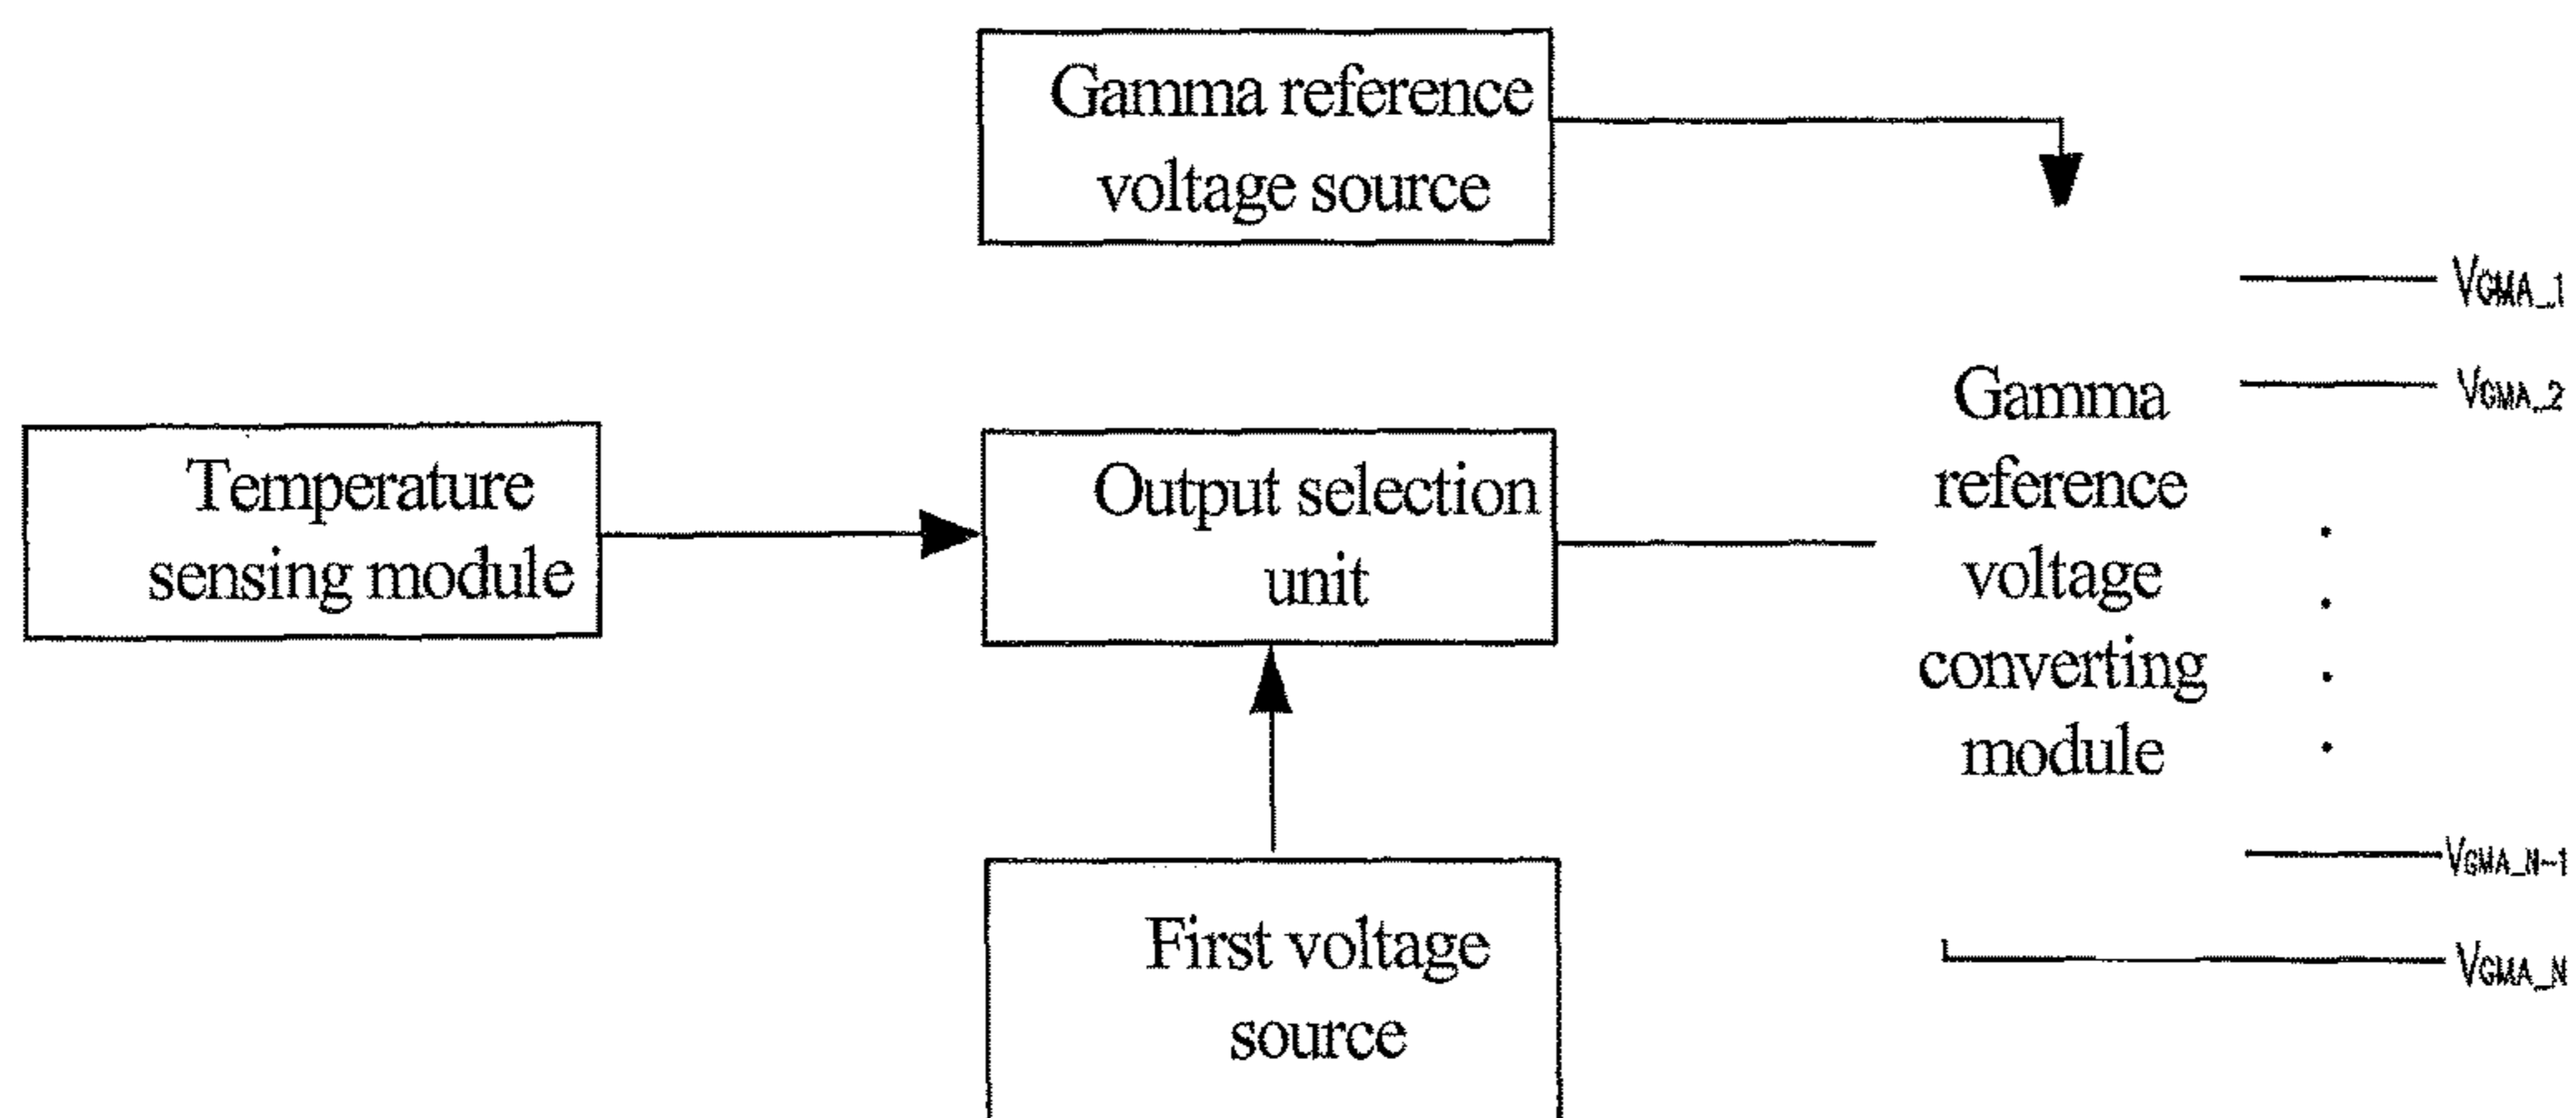 Gamma reference
voltage source
VGMA_1
VGMA_2
Temperature
sensing module
Output selection
unit
Gamma
reference
voltage
converting
module
VGMA_N-1
VGMA_N
First voltage
source